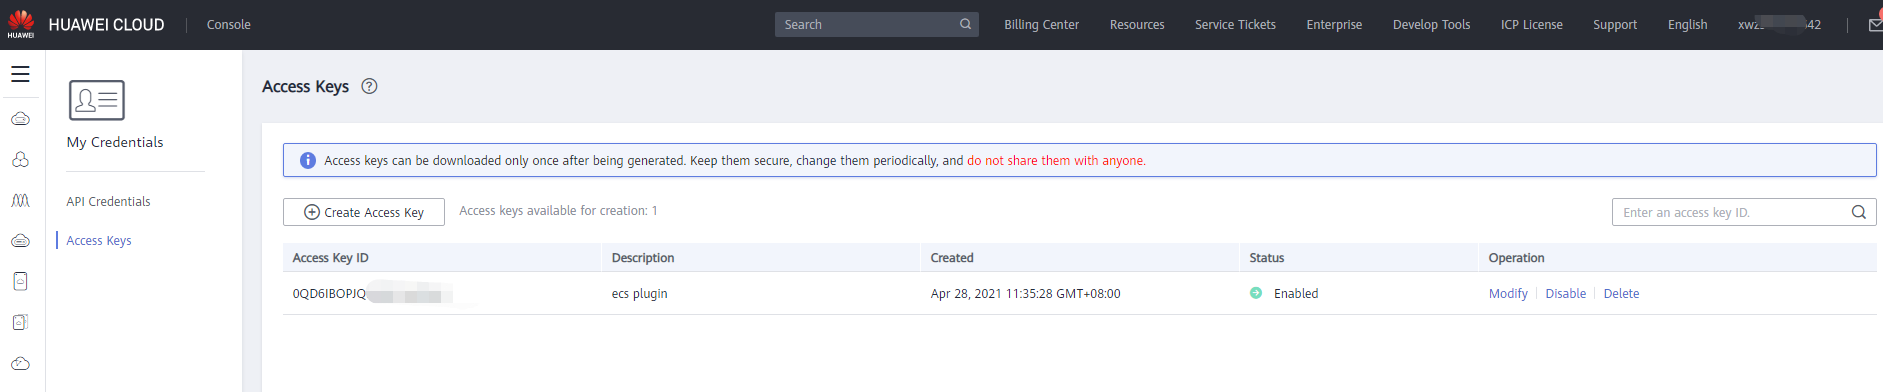 HUAWEI
HUAWEI CLOUD
Console
Search
Billing Center
Resources
Service Tickets
Enterprise
Develop Tools
ICP License
Support
English
My Credentials
API Credentials
Access Keys
Access Keys ?
Access keys can be downloaded only once after being generated. Keep them secure, change them periodically, and do not share them with anyone.
Create Access Key
Access keys available for creation: 1
Enter an access key ID.
Access Key ID Description Created Status Operation
0QD6IBOPJQ ecs plugin Apr 28, 2021 11:35:28 GMT+08:00 Enabled Modify Disable Delete